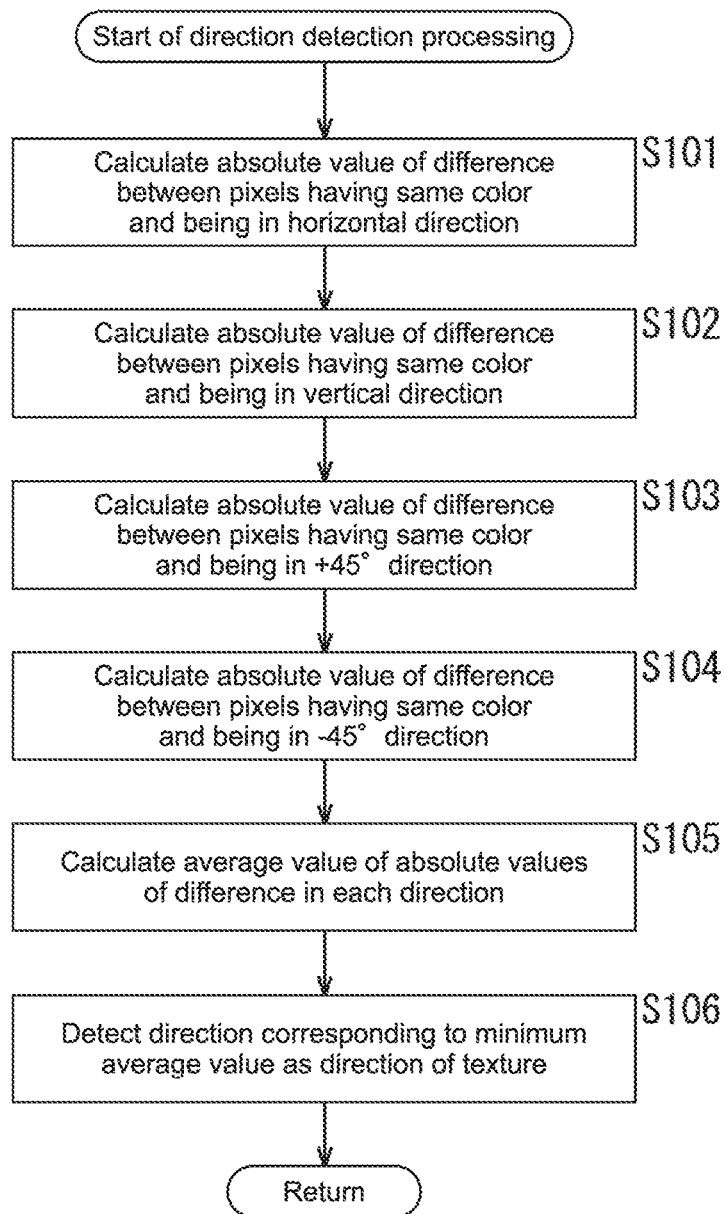 Start of direction detection processing
S101
Calculate absolute value of difference
between pixels having same color
and being in horizontal direction
S102
Calculate absolute value of difference
between pixels having same color
and being in vertical direction
S103
Calculate absolute value of difference
between pixels having same color
and being in +45° direction
S104
Calculate absolute value of difference
between pixels having same color
and being in -45° direction
S105
Calculate average value of absolute values
of difference in each direction
S106
Detect direction corresponding to minimum
average value as direction of texture
Return